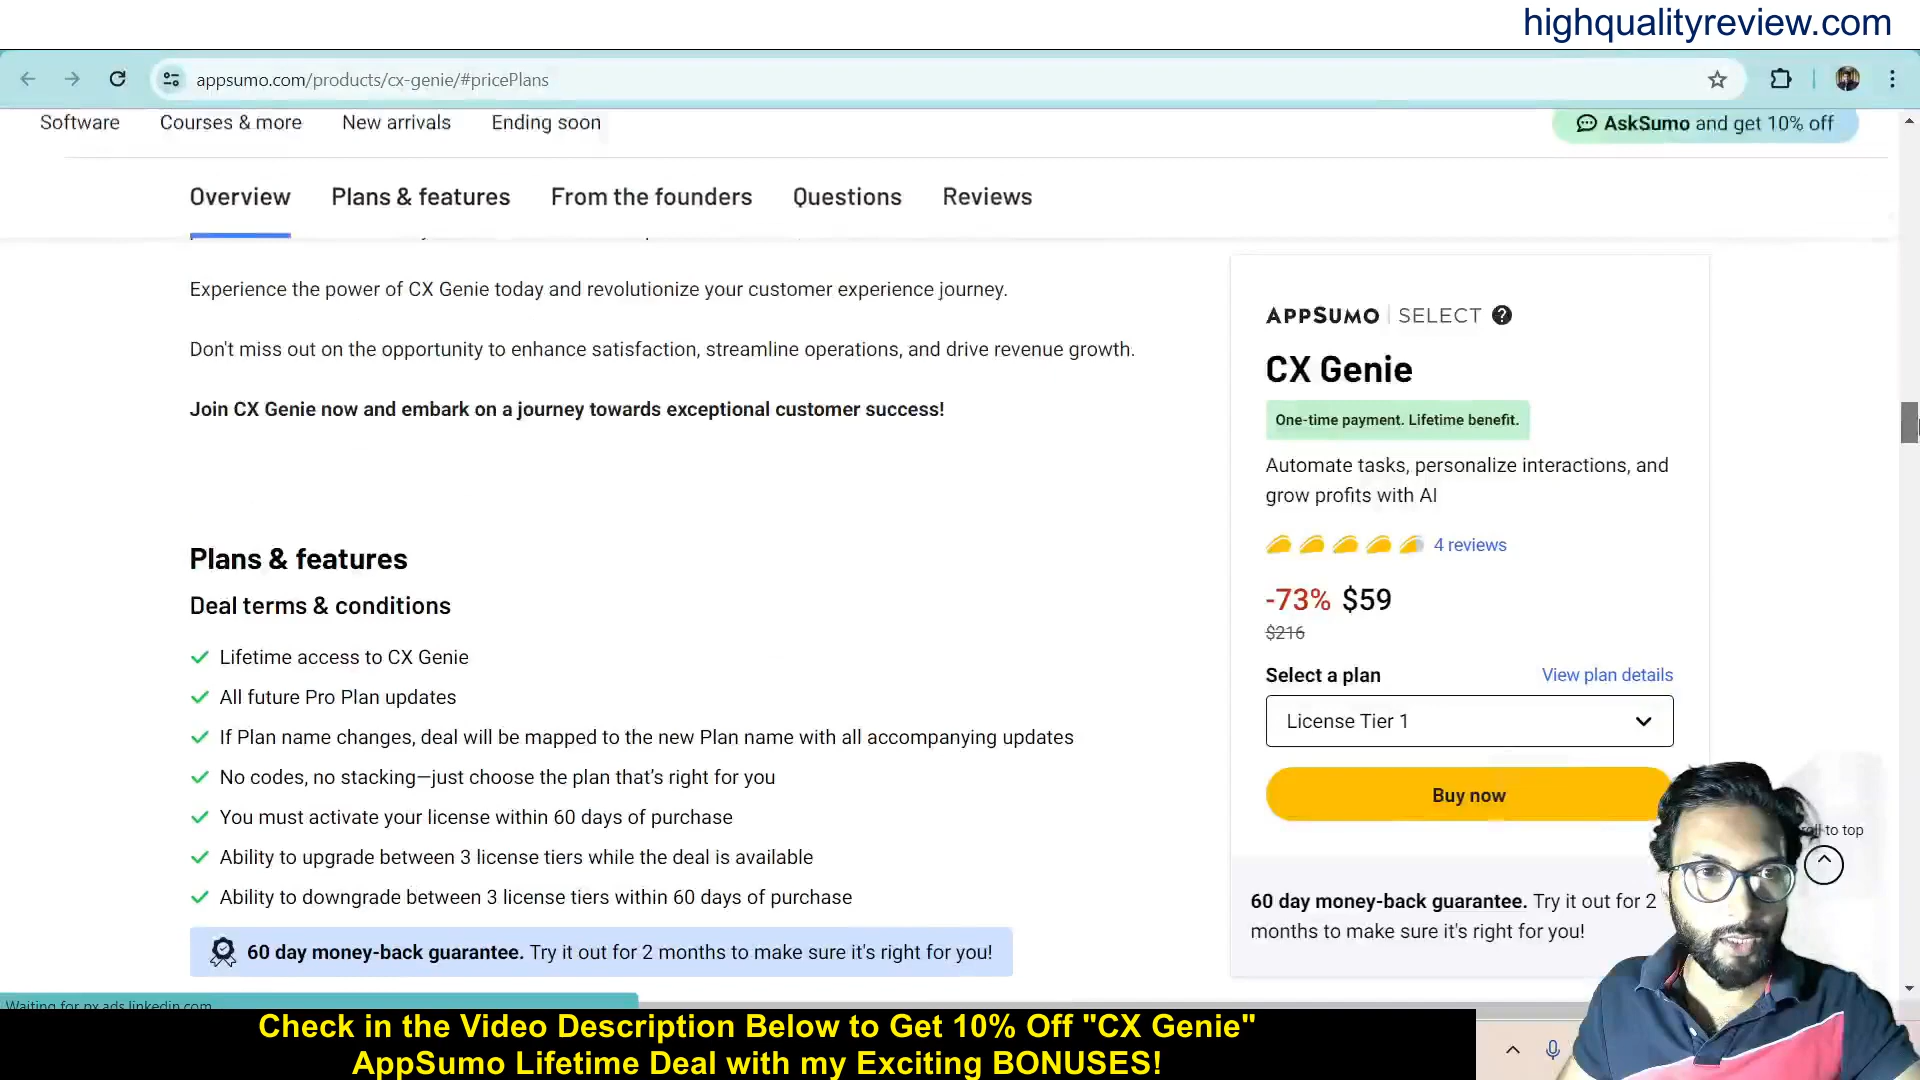 highqualityreview.com
appsumo.com/products/cx-genie/#pricePlans
Software Courses & more New arrivals Ending soon
AskSumo and get 10% off
Overview Plans & features From the founders Questions Reviews
Experience the power of CX Genie today and revolutionize your customer experience journey.
Don't miss out on the opportunity to enhance satisfaction, streamline operations, and drive revenue growth.
Join CX Genie now and embark on a journey towards exceptional customer success!
Plans & features
Deal terms & conditions
Lifetime access to CX Genie
All future Pro Plan updates
If Plan name changes, deal will be mapped to the new Plan name with all accompanying updates
No codes, no stacking—just choose the plan that’s right for you
You must activate your license within 60 days of purchase
Ability to upgrade between 3 license tiers while the deal is available
Ability to downgrade between 3 license tiers within 60 days of purchase
60 day money-back guarantee. Try it out for 2 months to make sure it's right for you!
APPSUMO SELECT ?
CX Genie
One-time payment. Lifetime benefit.
Automate tasks, personalize interactions, and
grow profits with AI
4 reviews
-73% $59
$216
Select a plan View plan details
License Tier 1
Buy now
60 day money-back guarantee. Try it out for 2
months to make sure it's right for you!
to top
Waiting for px.ads.linkedin.com
Check in the Video Description Below to Get 10% Off "CX Genie"
AppSumo Lifetime Deal with my Exciting BONUSES!